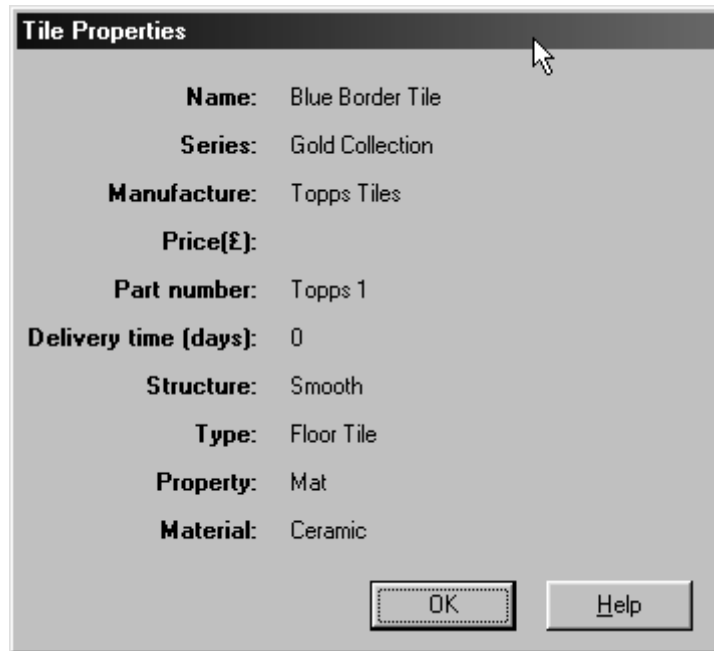 Tile Properties
Name: Blue Border Tile
Series: Gold Collection
Manufacture: Topps Tiles
Price(£):
Part number: Topps 1
Delivery time (days): 0
Structure: Smooth
Type: Floor Tile
Property: Mat
Material: Ceramic
OK Help